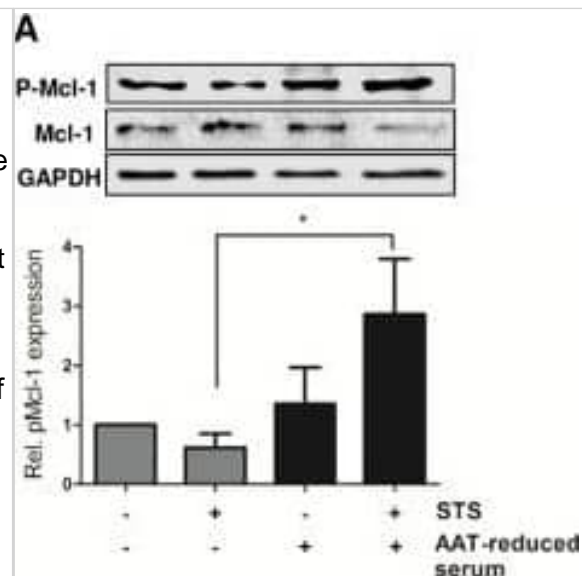 A
P-Mcl-1
Mcl-1
GAPDH
*
Rel. pMcl-1 expression
4
3
2
1
0
- + - + STS
- - + + AAT-reduced
serum